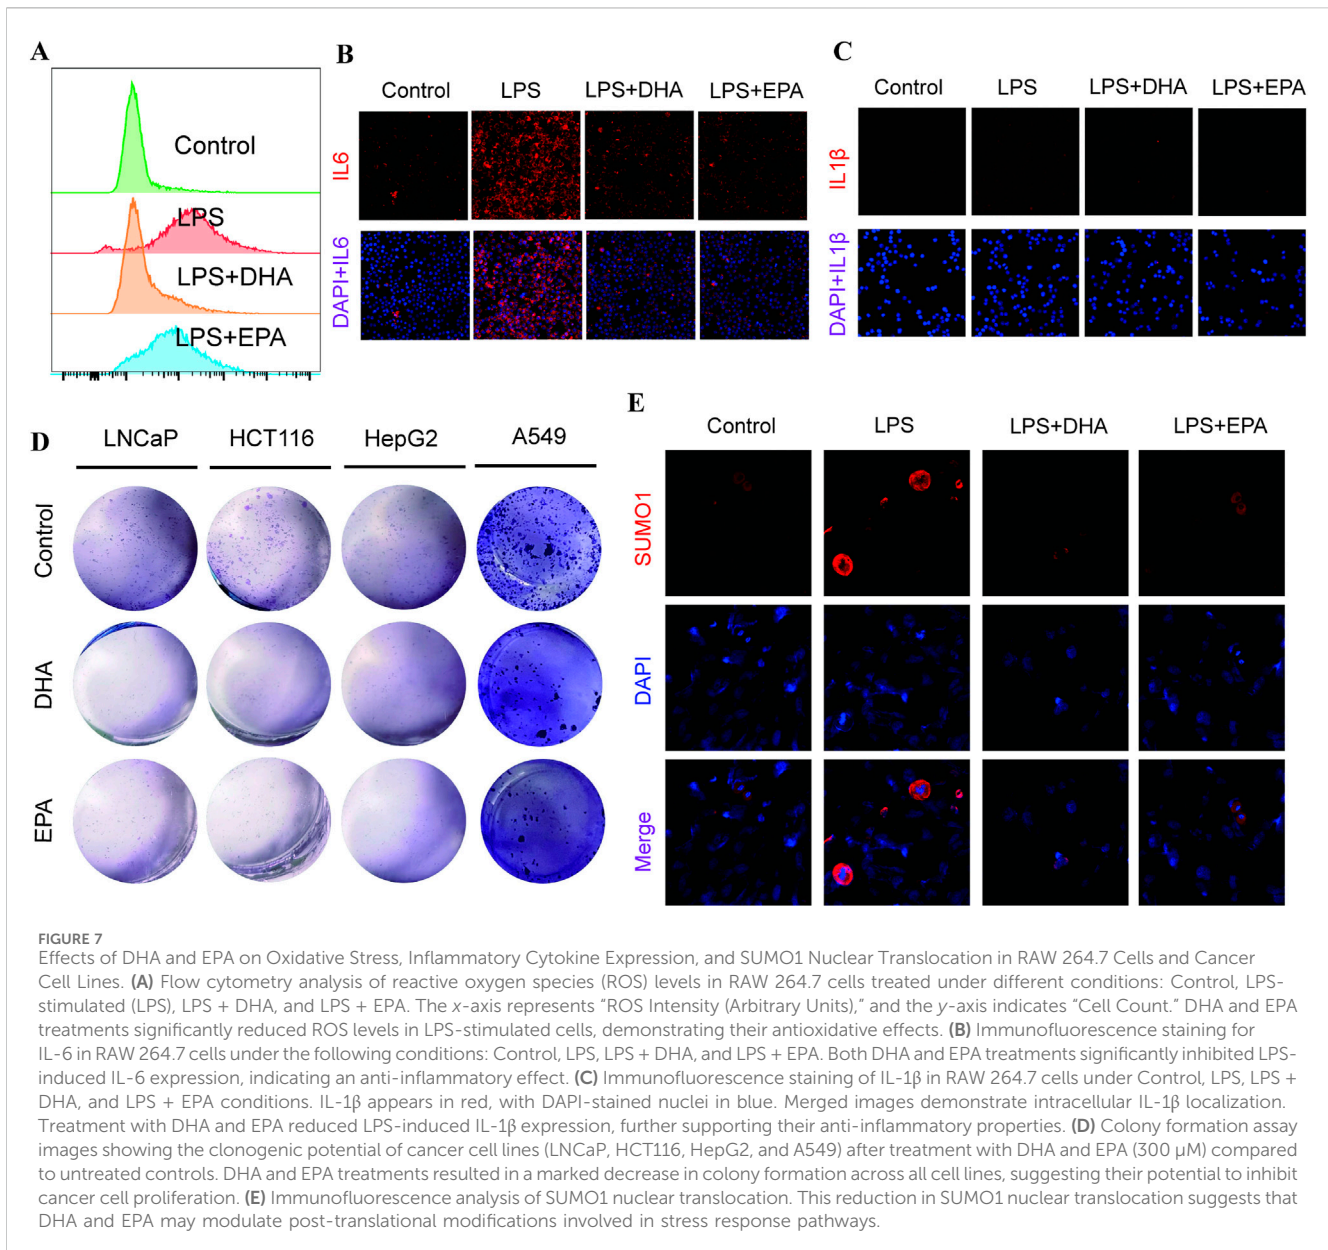 A
Control
LPS
LPS+DHA
LPS+EPA
B
Control LPS LPS+DHA LPS+EPA
IL6
DAPI+IL6
C
Control LPS LPS+DHA LPS+EPA
IL1β
DAPI+IL1β
D
LNCaP HCT116 HepG2 A549
Control
DHA
EPA
E
Control LPS LPS+DHA LPS+EPA
SUMO1
DAPI
Merge
FIGURE 7
Effects of DHA and EPA on Oxidative Stress, Inflammatory Cytokine Expression, and SUMO1 Nuclear Translocation in RAW 264.7 Cells and Cancer
Cell Lines. (A) Flow cytometry analysis of reactive oxygen species (ROS) levels in RAW 264.7 cells treated under different conditions: Control, LPS-
stimulated (LPS), LPS + DHA, and LPS + EPA. The x-axis represents “ROS Intensity (Arbitrary Units),” and the y-axis indicates “Cell Count.” DHA and EPA
treatments significantly reduced ROS levels in LPS-stimulated cells, demonstrating their antioxidative effects. (B) Immunofluorescence staining for
IL-6 in RAW 264.7 cells under the following conditions: Control, LPS, LPS + DHA, and LPS + EPA. Both DHA and EPA treatments significantly inhibited LPS-
induced IL-6 expression, indicating an anti-inflammatory effect. (C) Immunofluorescence staining of IL-1β in RAW 264.7 cells under Control, LPS, LPS +
DHA, and LPS + EPA conditions. IL-1β appears in red, with DAPI-stained nuclei in blue. Merged images demonstrate intracellular IL-1β localization.
Treatment with DHA and EPA reduced LPS-induced IL-1β expression, further supporting their anti-inflammatory properties. (D) Colony formation assay
images showing the clonogenic potential of cancer cell lines (LNCaP, HCT116, HepG2, and A549) after treatment with DHA and EPA (300 μM) compared
to untreated controls. DHA and EPA treatments resulted in a marked decrease in colony formation across all cell lines, suggesting their potential to inhibit
cancer cell proliferation. (E) Immunofluorescence analysis of SUMO1 nuclear translocation. This reduction in SUMO1 nuclear translocation suggests that
DHA and EPA may modulate post-translational modifications involved in stress response pathways.